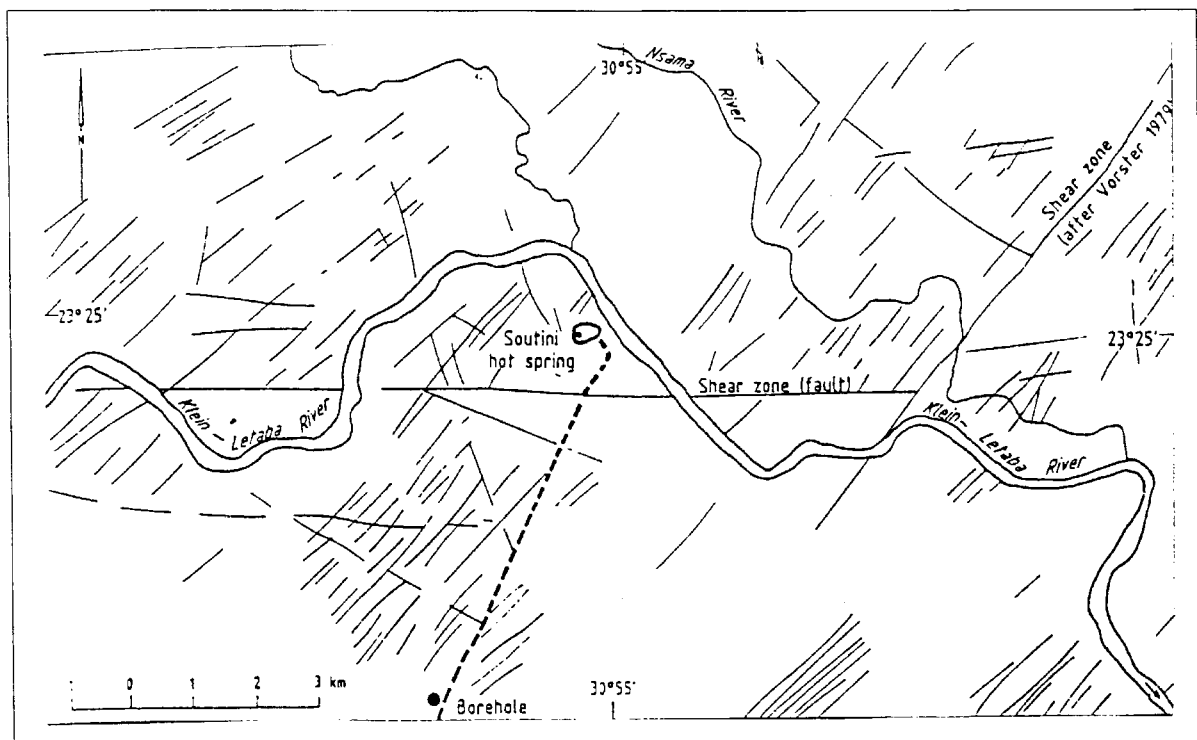 Nsama
River
30°55'
N
Shear zone
(after Vorster 1979)
23°25'
23°25'
Soutini
hot spring
Shear zone (fault)
Klein-
Letaba
River
Klein-
Letaba
River
1 0 1 2 3 km
30°55'
Borehole